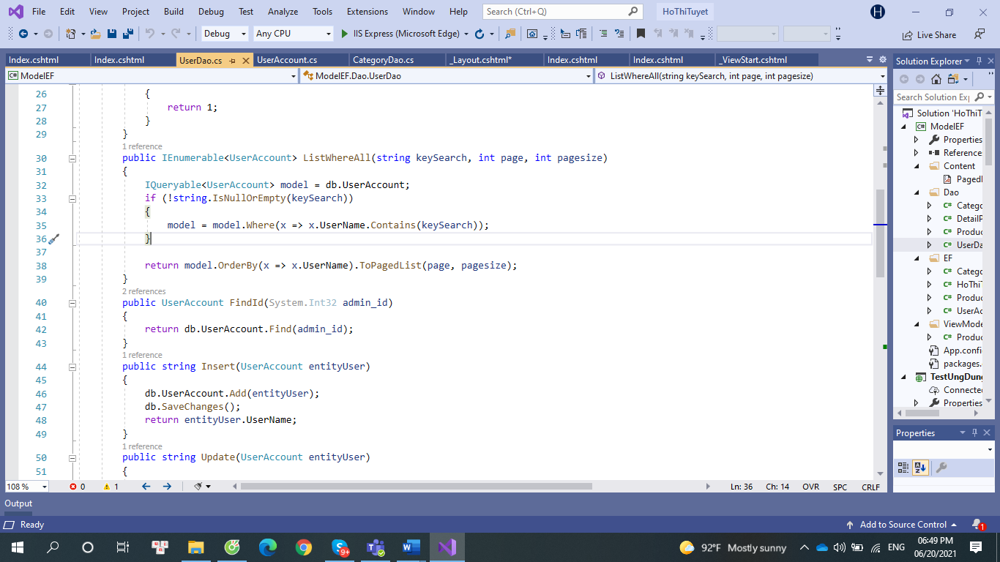 File Edit View Project Build Debug Test Analyze Tools Extensions Window Help Search (Ctrl+Q) HoThiTuyet H
Debug Any CPU IIS Express (Microsoft Edge) Live Share
Index.cshtml Index.cshtml UserDao.cs UserAccount.cs CategoryDao.cs _Layout.cshtml* Index.cshtml Index.cshtml _ViewStart.cshtml
C# ModelEF ModelEF.Dao.UserDao ListWhereAll(string keySearch, int page, int pagesize)
26 {
27 return 1;
28 }
29 }
1 reference
30 public IEnumerable<UserAccount> ListWhereAll(string keySearch, int page, int pagesize)
31 {
32 IQueryable<UserAccount> model = db.UserAccount;
33 if (!string.IsNullOrEmpty(keySearch))
34 {
35 model = model.Where(x => x.UserName.Contains(keySearch));
36 }
37
38 return model.OrderBy(x => x.UserName).ToPagedList(page, pagesize);
39 }
2 references
40 public UserAccount FindId(System.Int32 admin_id)
41 {
42 return db.UserAccount.Find(admin_id);
43 }
1 reference
44 public string Insert(UserAccount entityUser)
45 {
46 db.UserAccount.Add(entityUser);
47 db.SaveChanges();
48 return entityUser.UserName;
49 }
1 reference
50 public string Update(UserAccount entityUser)
51 {
108 % 0 1 Ln: 36 Ch: 14 OVR SPC CRLF
Solution Explorer
Search Solution Exp
Solution 'HoThiT
C# ModelEF
Properties
Reference
Content
PagedL
Dao
C# Catego
C# DetailP
C# Produc
C# UserDa
EF
C# Catego
C# HoThiT
C# Produc
C# UserAc
ViewMode
C# Produc
App.confi
packages.
TestUngDung
Connected
Properties
Properties
Output
Ready Add to Source Control 1
9+ 92°F Mostly sunny ENG 06:49 PM
06/20/2021